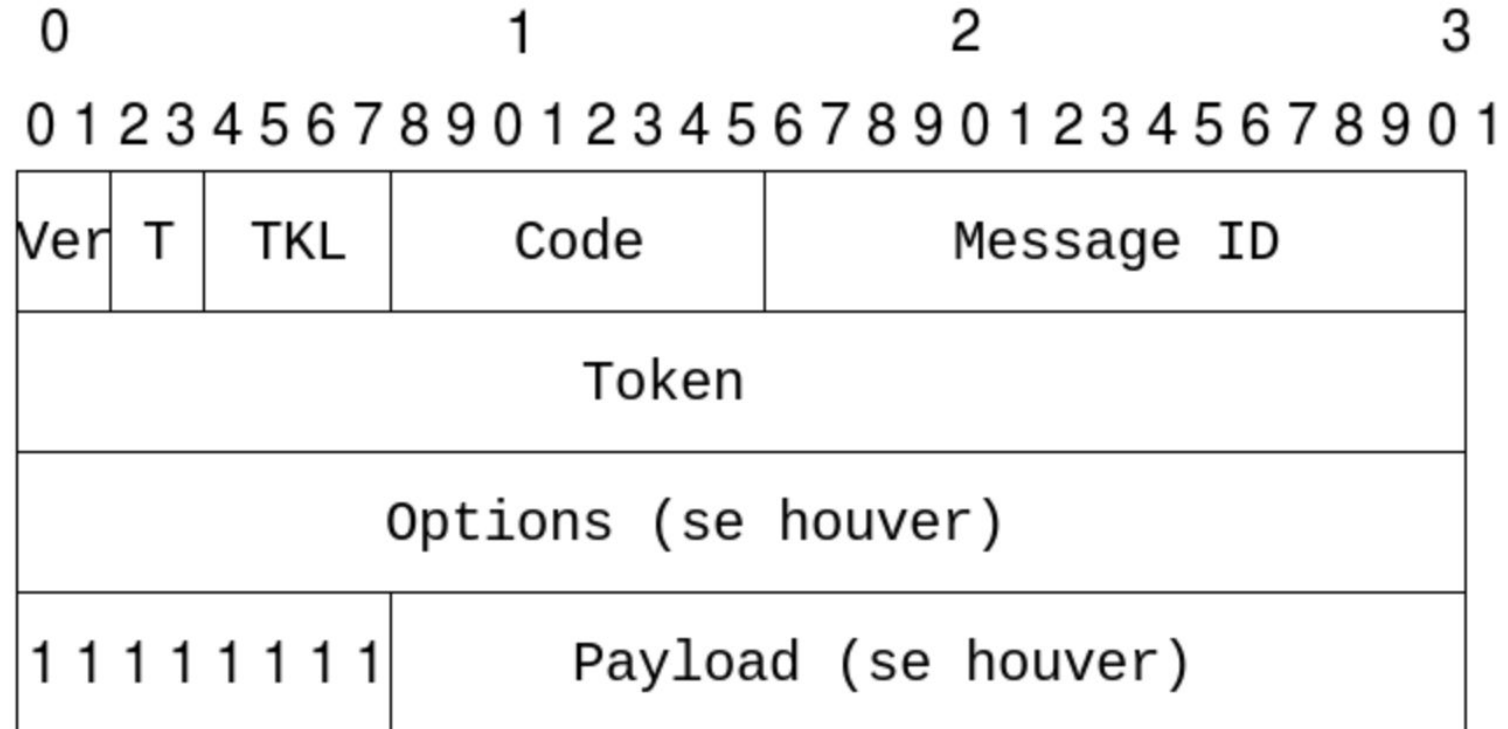 0 1 2 3
0 1 2 3 4 5 6 7 8 9 0 1 2 3 4 5 6 7 8 9 0 1 2 3 4 5 6 7 8 9 0 1
Ver T TKL Code Message ID
Token
Options (se houver)
1 1 1 1 1 1 1 1 Payload (se houver)